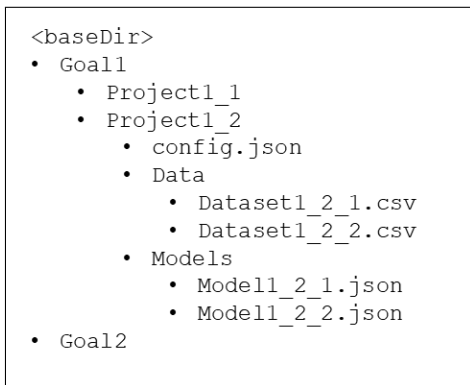 <baseDir>
• Goal1
• Project1_1
• Project1_2
• config.json
• Data
• Dataset1_2_1.csv
• Dataset1_2_2.csv
• Models
• Model1_2_1.json
• Model1_2_2.json
• Goal2